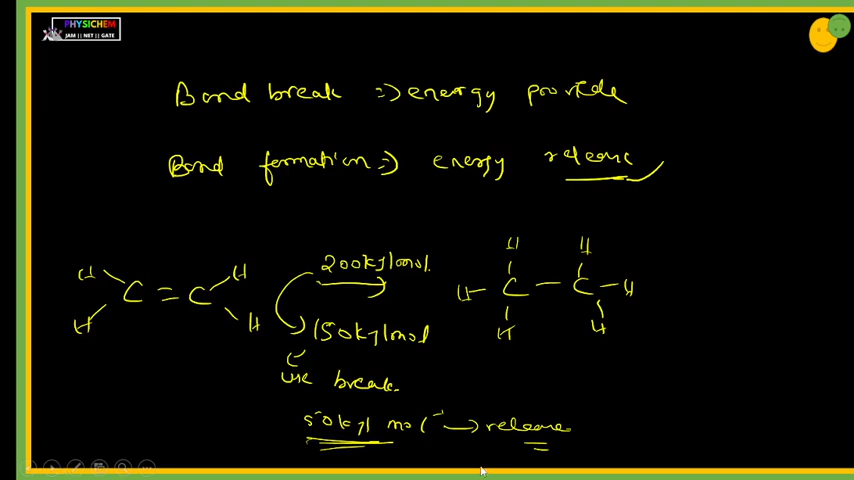 PHYSICHEM
JAM || NET || GATE
Bond break => energy provide
Bond formation => energy release
200kJ/mol
H H
H C = C H H
H C — C H
150kJ/mol
H H
H H
use break
50kJ mol⁻ → release